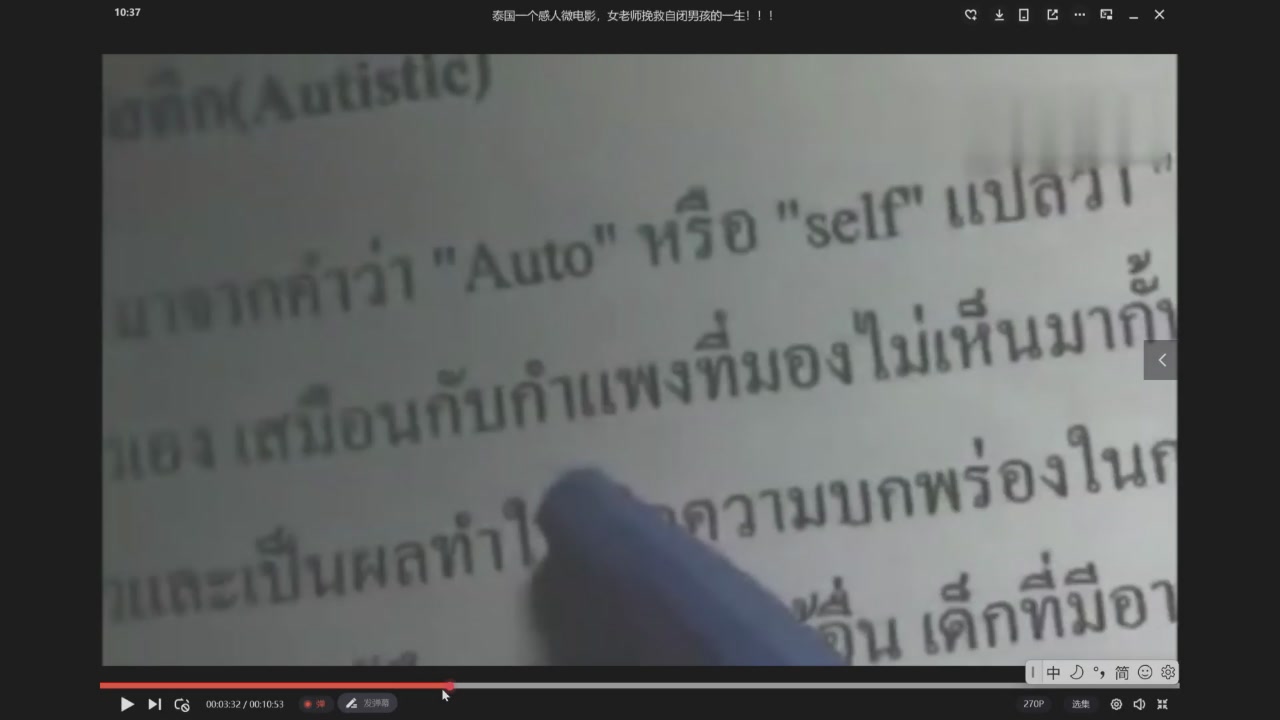 10:37
泰国一个感人微电影，女老师挽救自闭男孩的一生！！！
สติก(Autistic)
มาจากคำว่า "Auto" หรือ "self" แปลว่า "
วเอง เสมือนกับกำแพงที่มองไม่เห็นมากั้น
และเป็นผลทำให้ ความบกพร่องใน
อื่น เด็กที่มีอา
中 简
00:03:32 / 00:10:53
弹
发弹幕
270P
选集